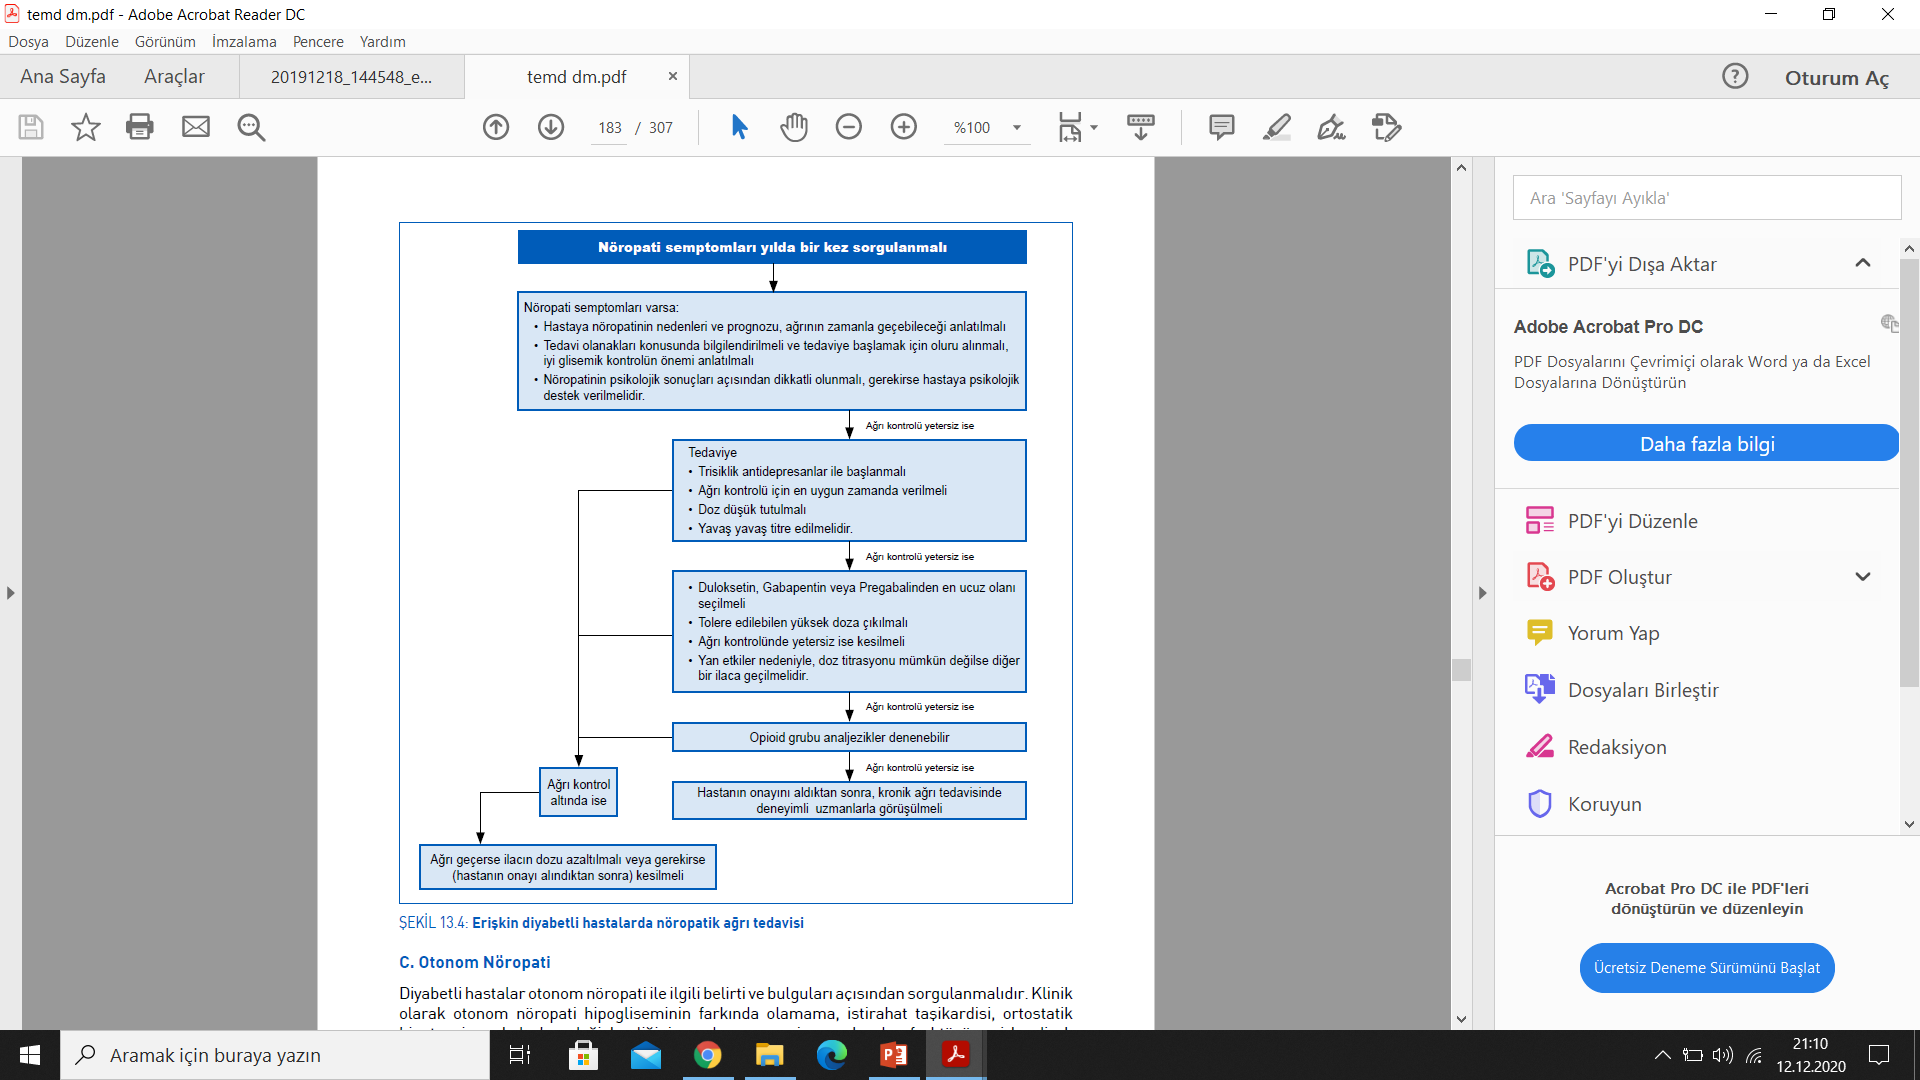 temd dm.pdf - Adobe Acrobat Reader DC
Dosya Düzenle Görünüm İmzalama Pencere Yardım
Ana Sayfa Araçlar 20191218_144548_e... temd dm.pdf Oturum Aç
183 / 307 %100
Nöropati semptomları yılda bir kez sorgulanmalı
Nöropati semptomları varsa:
• Hastaya nöropatinin nedenleri ve prognozu, ağrının zamanla geçebileceği anlatılmalı
• Tedavi olanakları konusunda bilgilendirilmeli ve tedaviye başlamak için oluru alınmalı,
iyi glisemik kontrolün önemi anlatılmalı
• Nöropatinin psikolojik sonuçları açısından dikkatli olunmalı, gerekirse hastaya psikolojik
destek verilmelidir.
Ağrı kontrolü yetersiz ise
Tedaviye
• Trisiklik antidepresanlar ile başlanmalı
• Ağrı kontrolü için en uygun zamanda verilmeli
• Doz düşük tutulmalı
• Yavaş yavaş titre edilmelidir.
Ağrı kontrolü yetersiz ise
• Duloksetin, Gabapentin veya Pregabalinden en ucuz olanı
seçilmeli
• Tolere edilebilen yüksek doza çıkılmalı
• Ağrı kontrolünde yetersiz ise kesilmeli
• Yan etkiler nedeniyle, doz titrasyonu mümkün değilse diğer
bir ilaca geçilmelidir.
Ağrı kontrolü yetersiz ise
Opioid grubu analjezikler denenebilir
Ağrı kontrolü yetersiz ise
Hastanın onayını aldıktan sonra, kronik ağrı tedavisinde
deneyimli uzmanlarla görüşülmeli
Ağrı kontrol
altında ise
Ağrı geçerse ilacın dozu azaltılmalı veya gerekirse
(hastanın onayı alındıktan sonra) kesilmeli
ŞEKİL 13.4: Erişkin diyabetli hastalarda nöropatik ağrı tedavisi
C. Otonom Nöropati
Diyabetli hastalar otonom nöropati ile ilgili belirti ve bulguları açısından sorgulanmalıdır. Klinik
olarak otonom nöropati hipogliseminin farkında olamama, istirahat taşikardisi, ortostatik
Ara 'Sayfayı Ayıkla'
PDF'yi Dışa Aktar
Adobe Acrobat Pro DC
PDF Dosyalarını Çevrimiçi olarak Word ya da Excel
Dosyalarına Dönüştürün
Daha fazla bilgi
PDF'yi Düzenle
PDF Oluştur
Yorum Yap
Dosyaları Birleştir
Redaksiyon
Koruyun
Acrobat Pro DC ile PDF'leri
dönüştürün ve düzenleyin
Ücretsiz Deneme Sürümünü Başlat
Aramak için buraya yazın
21:10
12.12.2020